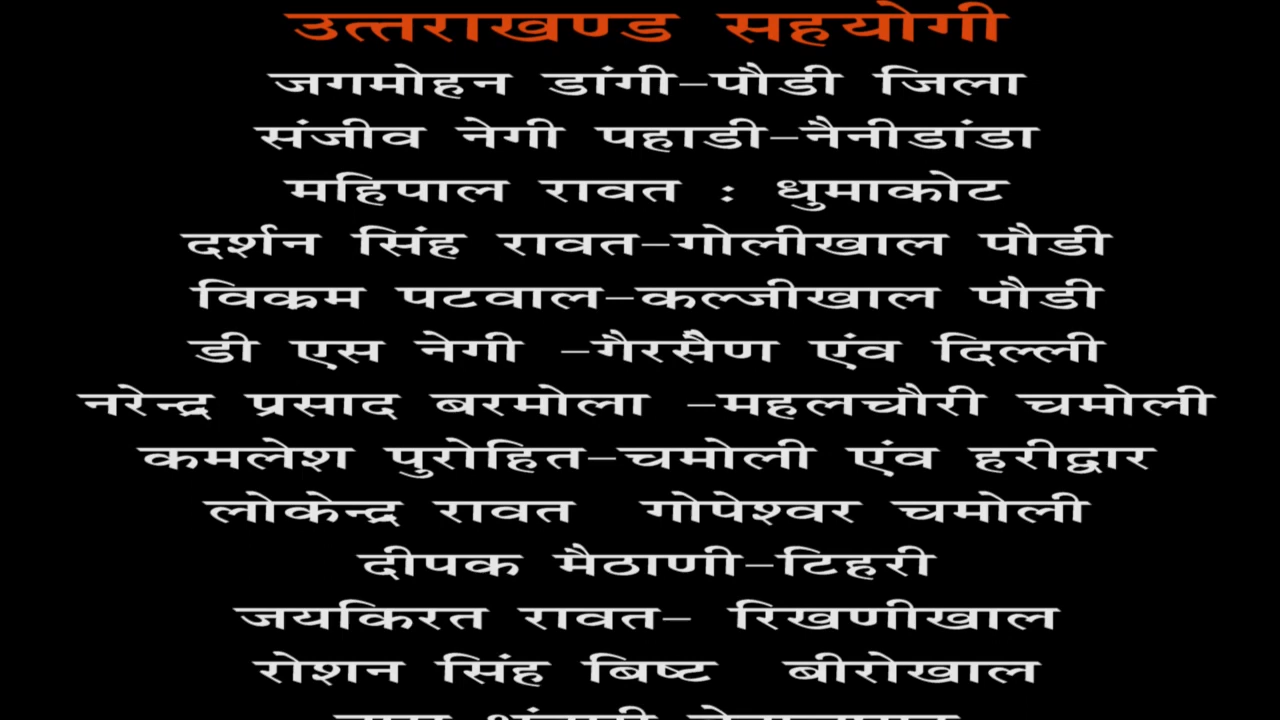 उत्तराखण्ड सहयोगी
जगमोहन डांगी-पौडी जिला
संजीव नेगी पहाडी-नैनीडांडा
महिपाल रावत : धुमाकोट
दर्शन सिंह रावत-गोलीखाल पौडी
विक्रम पटवाल-कल्जीखाल पौडी
डी एस नेगी -गैरसैण एंव दिल्ली
नरेन्द्र प्रसाद बरमोला -महलचौरी चमोली
कमलेश पुरोहित-चमोली एंव हरीद्वार
लोकेन्द्र रावत गोपेश्वर चमोली
दीपक मैठाणी-टिहरी
जयकिरत रावत- रिखणीखाल
रोशन सिंह बिष्ट बीरोखाल